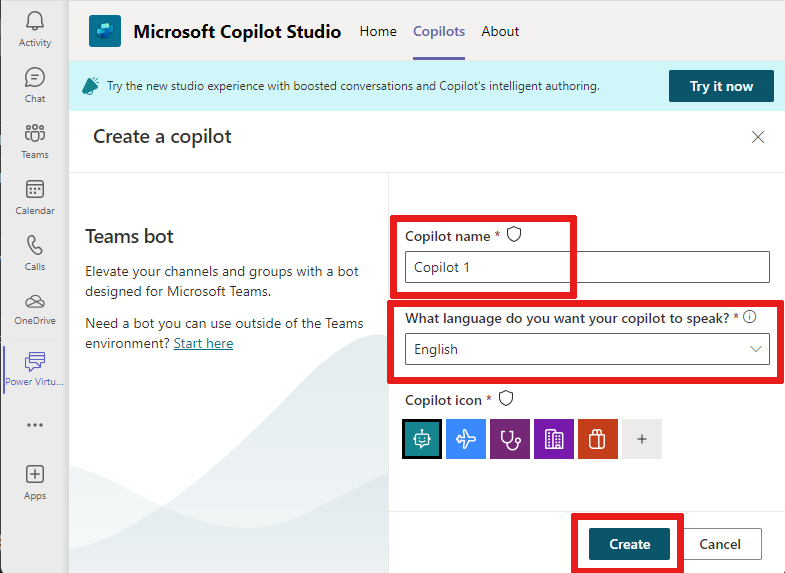 Activity
Chat
Teams
Calendar
Calls
OneDrive
Power Virtu...
Apps
Microsoft Copilot Studio
Home
Copilots
About
Try the new studio experience with boosted conversations and Copilot's intelligent authoring.
Try it now
Create a copilot
Teams bot
Elevate your channels and groups with a bot
designed for Microsoft Teams.
Need a bot you can use outside of the Teams
environment? Start here
Copilot name *
Copilot 1
What language do you want your copilot to speak? *
English
Copilot icon *
Create
Cancel